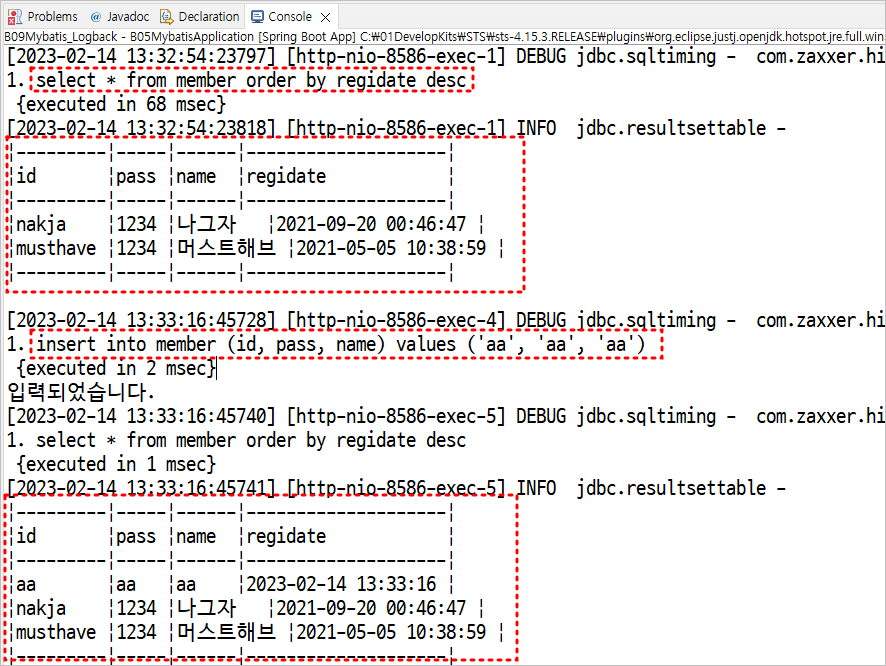 Problems @ Javadoc Declaration Console
B09Mybatis_Logback - B05MybatisApplication [Spring Boot App] C:₩01DevelopKits₩STS₩sts-4.15.3.RELEASE₩plugins₩org.eclipse.justj.openjdk.hotspot.jre.full.win
[2023-02-14 13:32:54:23797] [http-nio-8586-exec-1] DEBUG jdbc.sqltiming - com.zaxxer.hi
1. select * from member order by regidate desc
{executed in 68 msec}
[2023-02-14 13:32:54:23818] [http-nio-8586-exec-1] INFO jdbc.resultsettable -
|---------|-----|------|--------------------|
|id |pass |name |regidate |
|---------|-----|------|--------------------|
|nakja |1234 |나그자 |2021-09-20 00:46:47 |
|musthave |1234 |머스트해브 |2021-05-05 10:38:59 |
|---------|-----|------|--------------------|
[2023-02-14 13:33:16:45728] [http-nio-8586-exec-4] DEBUG jdbc.sqltiming - com.zaxxer.hi
1. insert into member (id, pass, name) values ('aa', 'aa', 'aa')
{executed in 2 msec}
입력되었습니다.
[2023-02-14 13:33:16:45740] [http-nio-8586-exec-5] DEBUG jdbc.sqltiming - com.zaxxer.hi
1. select * from member order by regidate desc
{executed in 1 msec}
[2023-02-14 13:33:16:45741] [http-nio-8586-exec-5] INFO jdbc.resultsettable -
|---------|-----|------|--------------------|
|id |pass |name |regidate |
|---------|-----|------|--------------------|
|aa |aa |aa |2023-02-14 13:33:16 |
|nakja |1234 |나그자 |2021-09-20 00:46:47 |
|musthave |1234 |머스트해브 |2021-05-05 10:38:59 |
|---------|-----|------|--------------------|